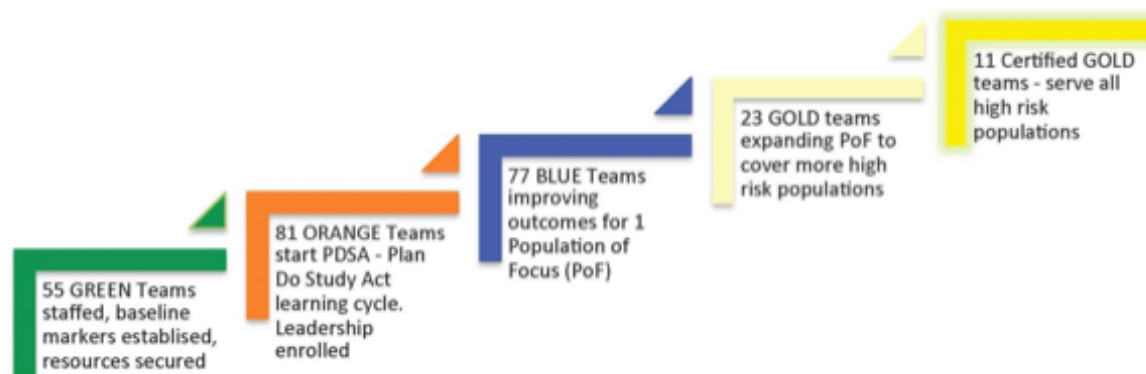 55 GREEN Teams
staffed, baseline
markers establised,
resources secured
81 ORANGE Teams
start PDSA - Plan
Do Study Act
learning cycle.
Leadership
enrolled
77 BLUE Teams
improving
outcomes for 1
Population of
Focus (PoF)
23 GOLD teams
expanding PoF to
cover more high
risk populations
11 Certified GOLD
teams - serve all
high risk
populations